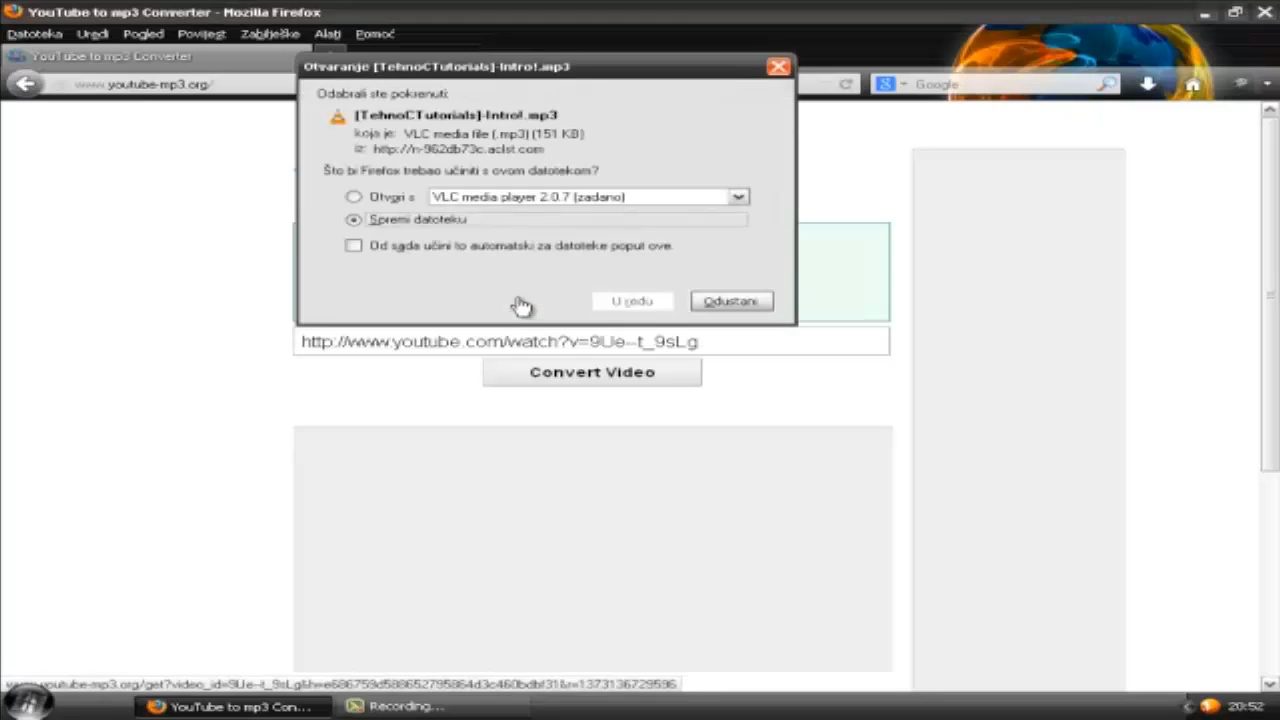 YouTube to mp3 Converter - Mozilla Firefox
Datoteka Uredi Pogled Povijest Zabilješke Alati Pomoć
YouTube to mp3 Converter
www.youtube-mp3.org/
Google
Otvaranje [TehnoCTutorials]-Intro!.mp3
Odabrali ste pokrenuti:
[TehnoCTutorials]-Intro!.mp3
koja je: VLC media file (.mp3) (151 KB)
iz: http://n-962db73c.aclst.com
Što bi Firefox trebao učiniti s ovom datotekom?
Otvori s VLC media player 2.0.7 (zadano)
Spremi datoteku
Od sada učini to automatski za datoteke poput ove.
U redu Odustani
http://www.youtube.com/watch?v=9Ue--t_9sLg
Convert Video
YouTube to mp3 Con...
Recording...
20:52